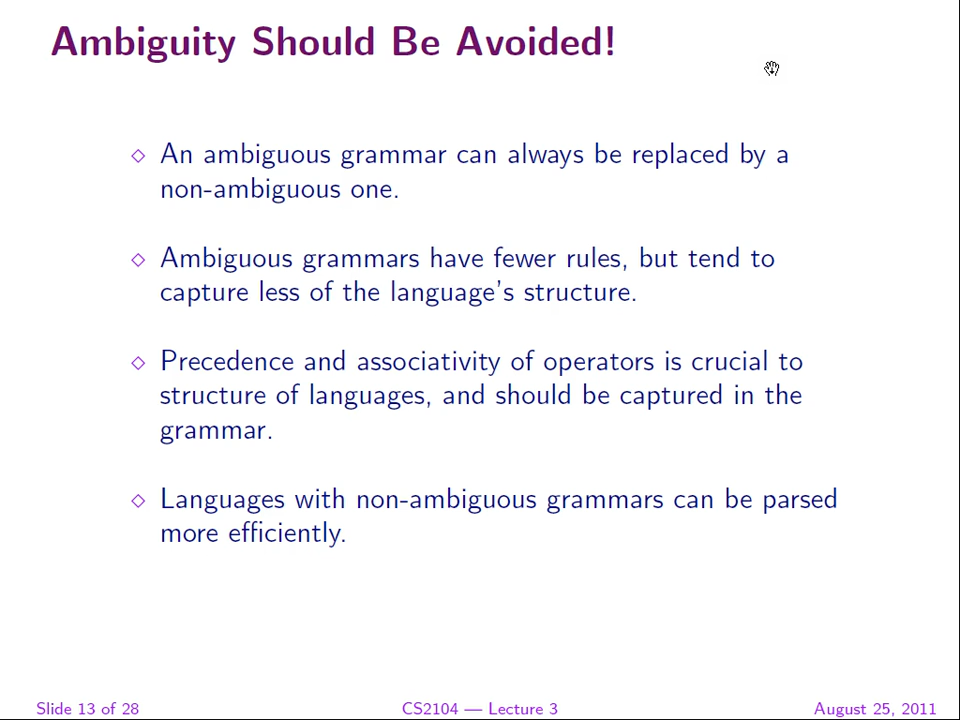 Ambiguity Should Be Avoided!
◇ An ambiguous grammar can always be replaced by a
non-ambiguous one.
◇ Ambiguous grammars have fewer rules, but tend to
capture less of the language's structure.
◇ Precedence and associativity of operators is crucial to
structure of languages, and should be captured in the
grammar.
◇ Languages with non-ambiguous grammars can be parsed
more efficiently.
Slide 13 of 28 CS2104 — Lecture 3 August 25, 2011